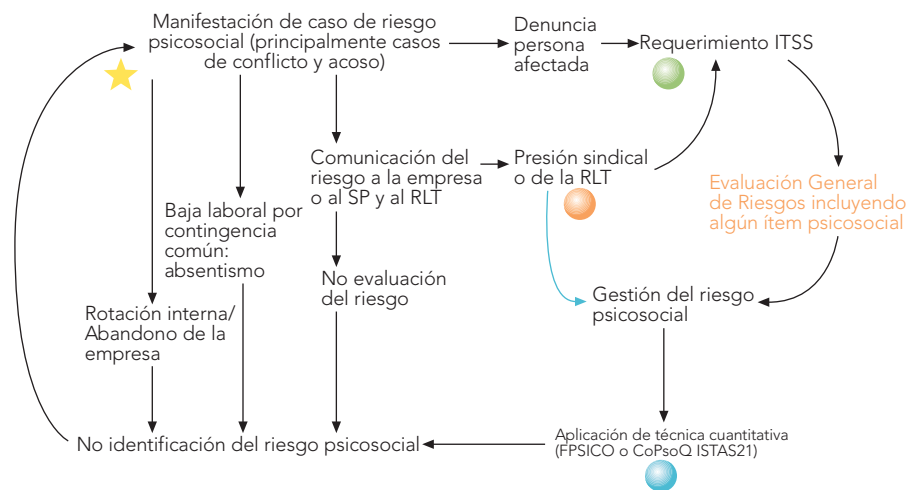 Manifestación de caso de riesgo
psicosocial (principalmente casos
de conflicto y acoso)
Denuncia
persona
afectada
Requerimiento ITSS
Comunicación del
riesgo a la empresa
o al SP y al RLT
Presión sindical
o de la RLT
Evaluación General
de Riesgos incluyendo
algún ítem psicosocial
Baja laboral por
contingencia
común:
absentismo
No evaluación
del riesgo
Gestión del riesgo
psicosocial
Rotación interna/
Abandono de la
empresa
No identificación del riesgo psicosocial
Aplicación de técnica cuantitativa
(FPSICO o CoPsoQ ISTAS21)